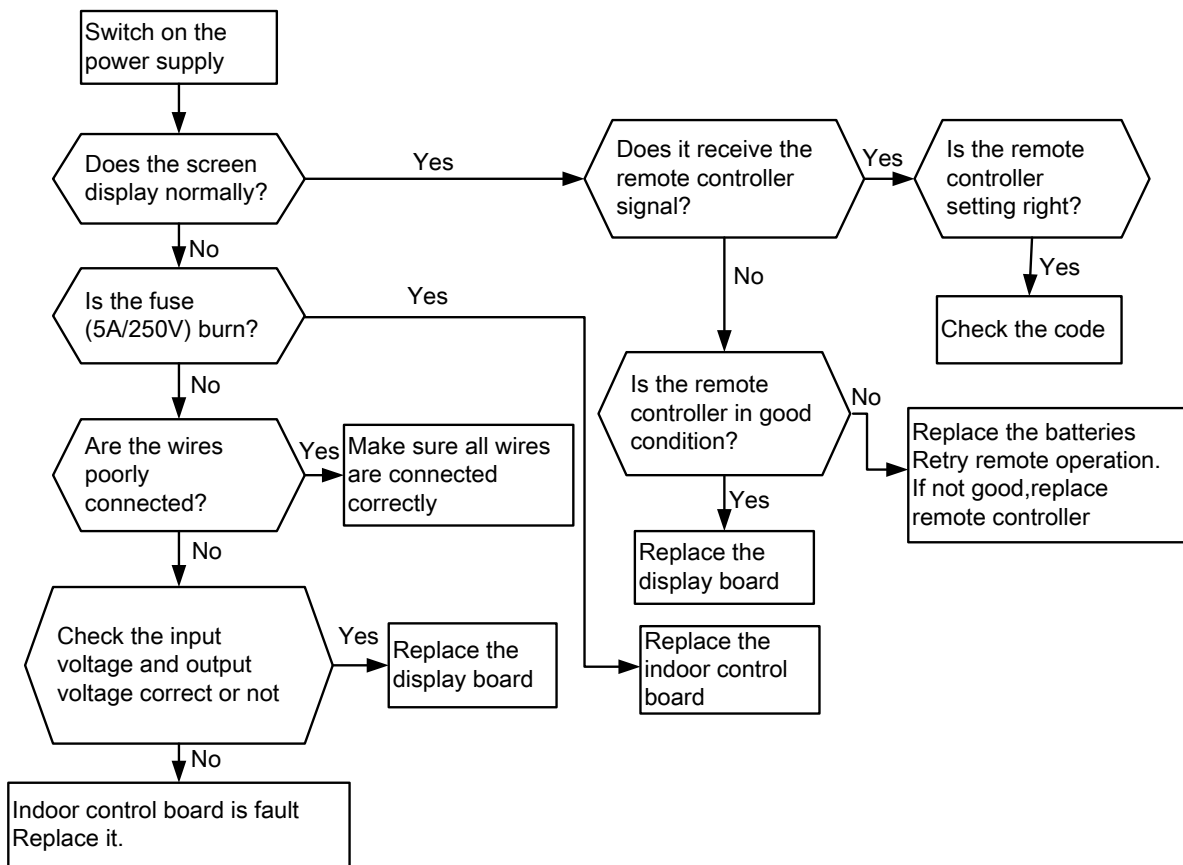 Switch on the
power supply
Does the screen
display normally?
Yes
Does it receive the
remote controller
signal?
Yes
Is the remote
controller
setting right?
No
No
Yes
Is the fuse
(5A/250V) burn?
Yes
Check the code
No
Is the remote
controller in good
condition?
No
Replace the batteries
Retry remote operation.
If not good,replace
remote controller
Are the wires
poorly
connected?
Yes
Make sure all wires
are connected
correctly
Yes
No
Replace the
display board
Check the input
voltage and output
voltage correct or not
Yes
Replace the
display board
Replace the
indoor control
board
No
Indoor control board is fault
Replace it.